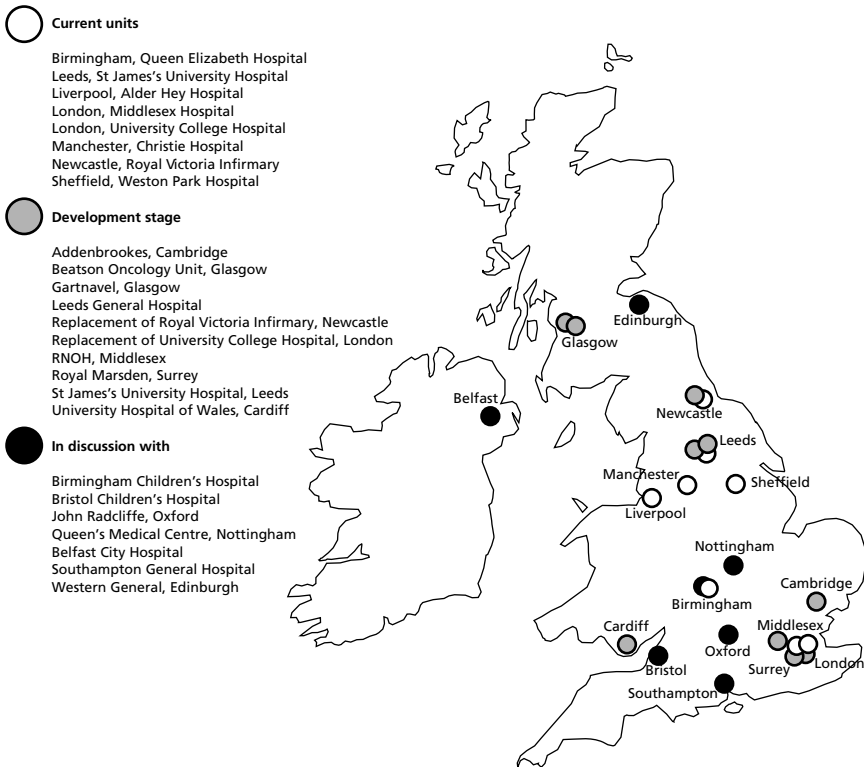 Current units
Birmingham, Queen Elizabeth Hospital
Leeds, St James's University Hospital
Liverpool, Alder Hey Hospital
London, Middlesex Hospital
London, University College Hospital
Manchester, Christie Hospital
Newcastle, Royal Victoria Infirmary
Sheffield, Weston Park Hospital
Development stage
Addenbrookes, Cambridge
Beatson Oncology Unit, Glasgow
Gartnavel, Glasgow
Leeds General Hospital
Replacement of Royal Victoria Infirmary, Newcastle
Replacement of University College Hospital, London
RNOH, Middlesex
Royal Marsden, Surrey
St James's University Hospital, Leeds
University Hospital of Wales, Cardiff
In discussion with
Birmingham Children's Hospital
Bristol Children's Hospital
John Radcliffe, Oxford
Queen's Medical Centre, Nottingham
Belfast City Hospital
Southampton General Hospital
Western General, Edinburgh
Edinburgh
Glasgow
Belfast
Newcastle
Leeds
Manchester
Sheffield
Liverpool
Nottingham
Cambridge
Birmingham
Cardiff
Middlesex
Oxford
London
Surrey
Bristol
Southampton